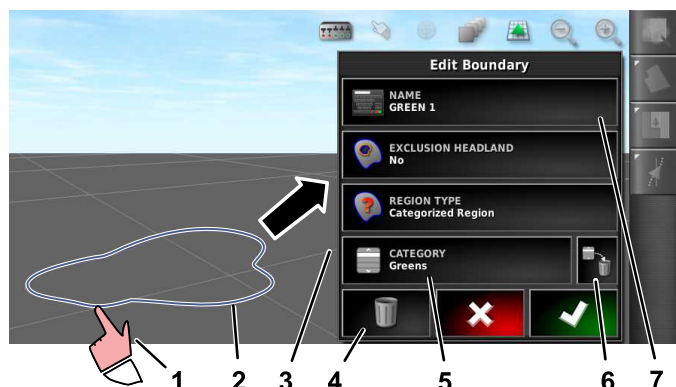 Edit Boundary
NAME
GREEN 1
EXCLUSION HEADLAND
No
REGION TYPE
Categorized Region
CATEGORY
Greens
1 2 3 4 5 6 7